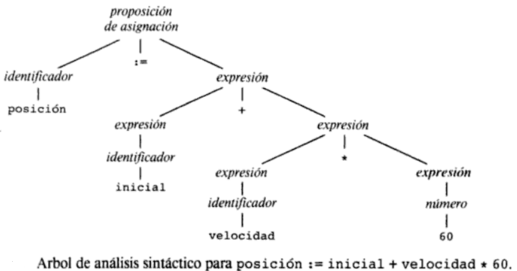 proposición
de asignación
identificador
:=
expresión
posición
expresión
+
expresión
identificador
expresión
*
expresión
inicial
identificador
número
velocidad
60
Arbol de análisis sintáctico para posición := inicial + velocidad * 60.